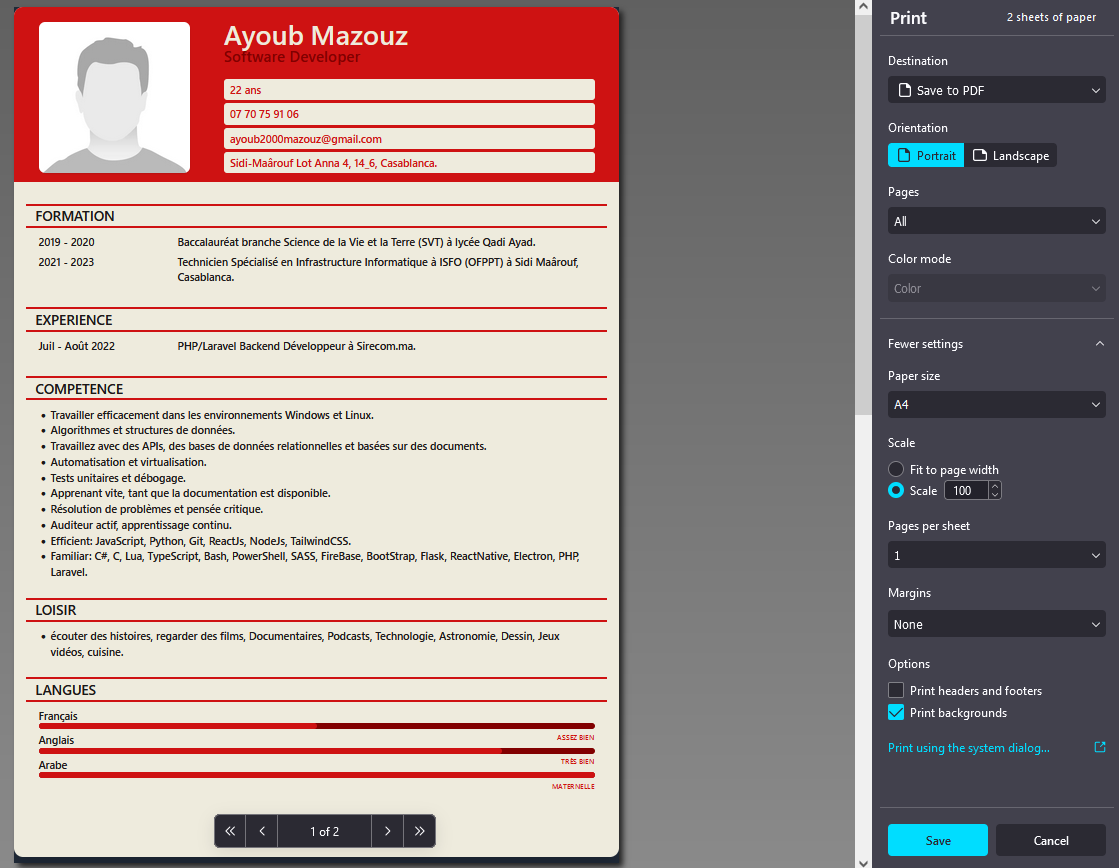 Ayoub Mazouz
Software Developer
22 ans
07 70 75 91 06
ayoub2000mazouz@gmail.com
Sidi-Maârouf Lot Anna 4, 14_6, Casablanca.
FORMATION
2019 - 2020 Baccalauréat branche Science de la Vie et la Terre (SVT) à lycée Qadi Ayad.
2021 - 2023 Technicien Spécialisé en Infrastructure Informatique à ISFO (OFPPT) à Sidi Maârouf,
Casablanca.
EXPERIENCE
Juil - Août 2022 PHP/Laravel Backend Développeur à Sirecom.ma.
COMPETENCE
• Travailler efficacement dans les environnements Windows et Linux.
• Algorithmes et structures de données.
• Travaillez avec des APIs, des bases de données relationnelles et basées sur des documents.
• Automatisation et virtualisation.
• Tests unitaires et débogage.
• Apprenant vite, tant que la documentation est disponible.
• Résolution de problèmes et pensée critique.
• Auditeur actif, apprentissage continu.
• Efficient: JavaScript, Python, Git, ReactJs, NodeJs, TailwindCSS.
• Familiar: C#, C, Lua, TypeScript, Bash, PowerShell, SASS, FireBase, BootStrap, Flask, ReactNative, Electron, PHP,
Laravel.
LOISIR
• écouter des histoires, regarder des films, Documentaires, Podcasts, Technologie, Astronomie, Dessin, Jeux
vidéos, cuisine.
LANGUES
Français
ASSEZ BIEN
Anglais
TRÈS BIEN
Arabe
MATERNELLE
1 of 2
Print 2 sheets of paper
Destination
Save to PDF
Orientation
Portrait Landscape
Pages
All
Color mode
Color
Fewer settings
Paper size
A4
Scale
Fit to page width
Scale 100
Pages per sheet
1
Margins
None
Options
Print headers and footers
Print backgrounds
Print using the system dialog...
Save Cancel